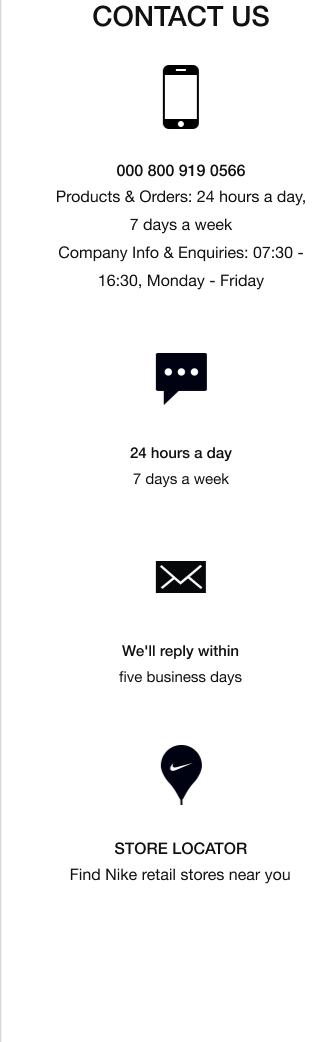 CONTACT US
000 800 919 0566
Products & Orders: 24 hours a day,
7 days a week
Company Info & Enquiries: 07:30 -
16:30, Monday - Friday
24 hours a day
7 days a week
We'll reply within
five business days
STORE LOCATOR
Find Nike retail stores near you